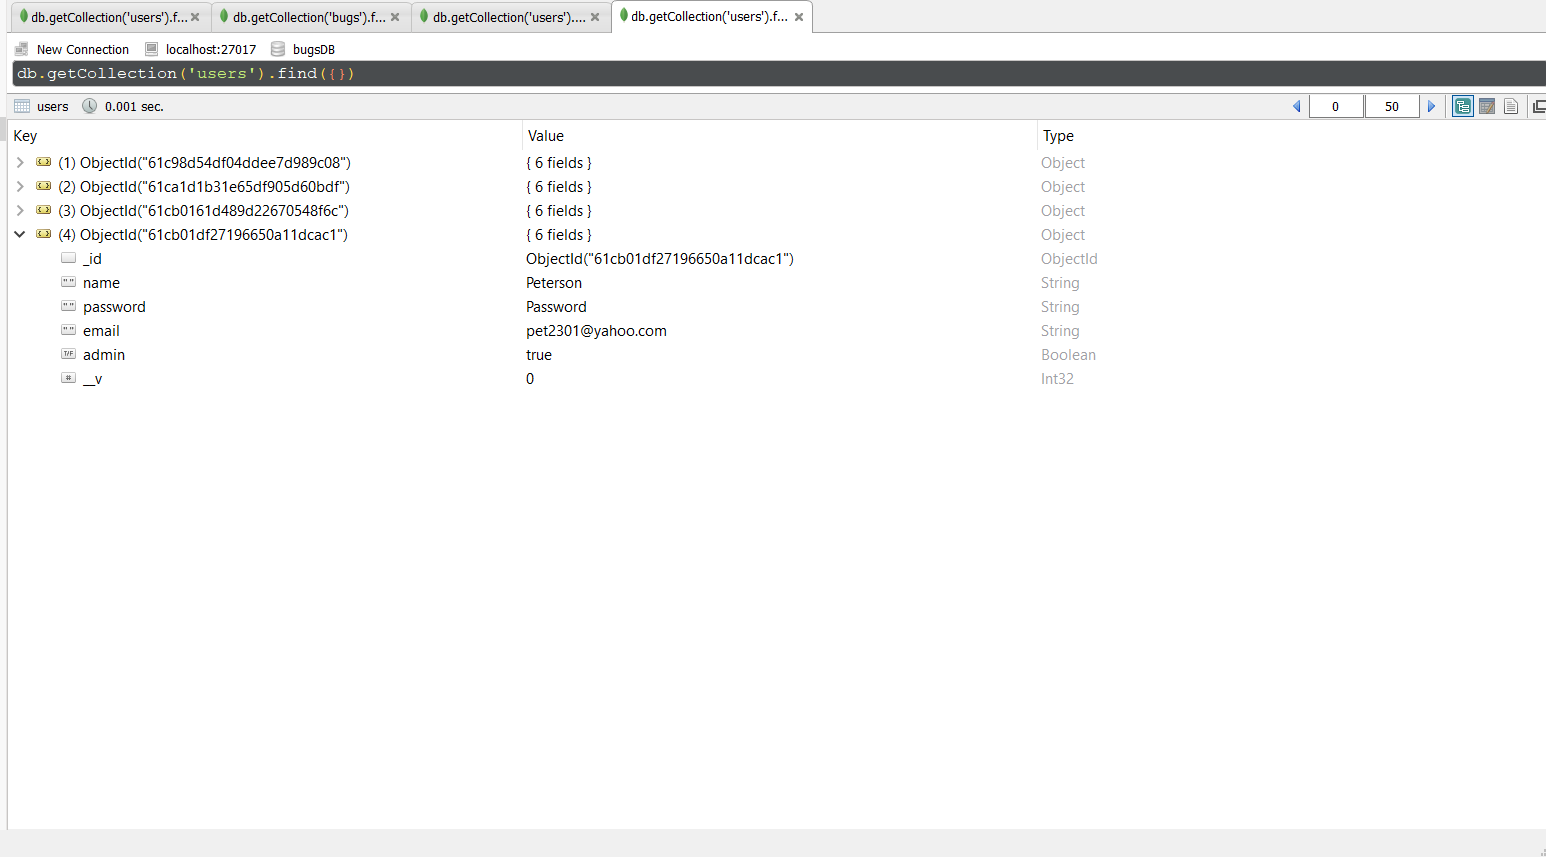 db.getCollection('users').f... db.getCollection('bugs').f... db.getCollection('users').... db.getCollection('users').f...
New Connection localhost:27017 bugsDB
db.getCollection('users').find({})
users 0.001 sec. 0 50
Key Value Type
(1) ObjectId("61c98d54df04ddee7d989c08") { 6 fields } Object
(2) ObjectId("61ca1d1b31e65df905d60bdf") { 6 fields } Object
(3) ObjectId("61cb0161d489d22670548f6c") { 6 fields } Object
(4) ObjectId("61cb01df27196650a11dcac1") { 6 fields } Object
_id ObjectId("61cb01df27196650a11dcac1") ObjectId
" " name Peterson String
" " password Password String
" " email pet2301@yahoo.com String
T/F admin true Boolean
# __v 0 Int32